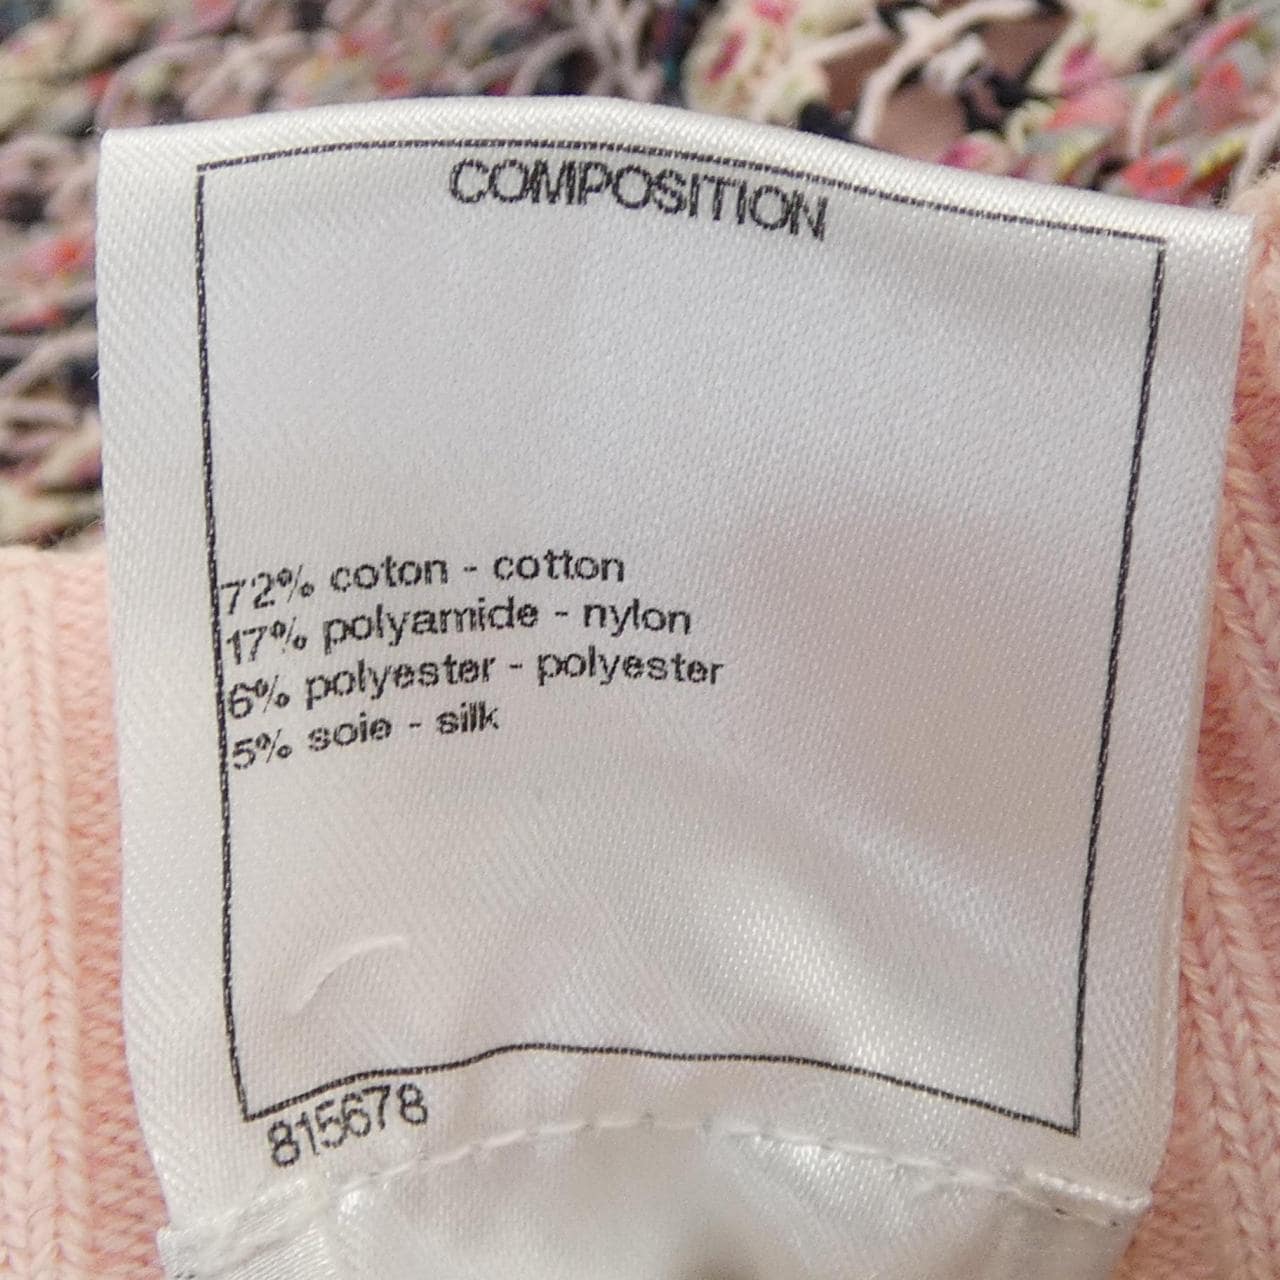 COMPOSITION
72% coton - cotton
17% polyamide - nylon
6% polyester - polyester
5% soie - silk
815678